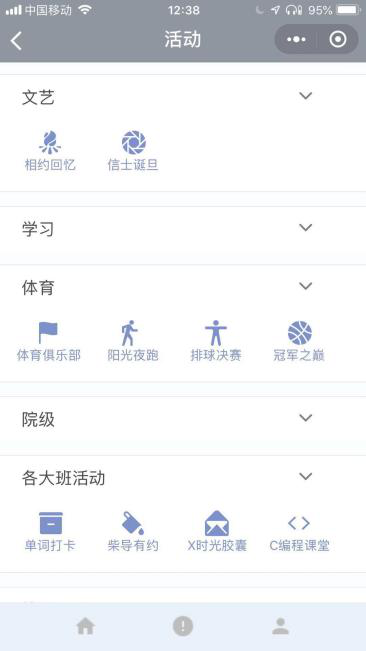 中国移动 12:38 95%
活动
文艺
相约回忆 信士诞旦
学习
体育
体育俱乐部 阳光夜跑 排球决赛 冠军之巅
院级
各大班活动
单词打卡 柴导有约 X时光胶囊 C编程课堂